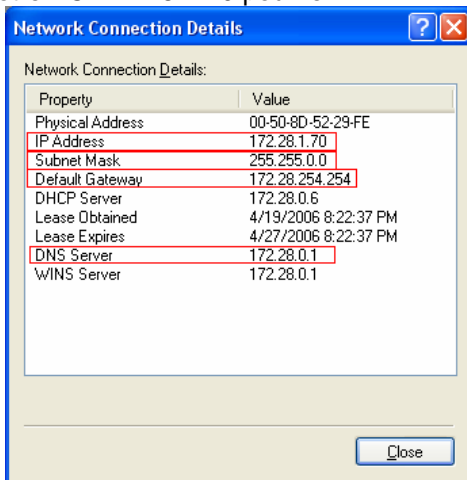 Network Connection Details
Network Connection Details:
Property Value
Physical Address 00-50-8D-52-29-FE
IP Address 172.28.1.70
Subnet Mask 255.255.0.0
Default Gateway 172.28.254.254
DHCP Server 172.28.0.6
Lease Obtained 4/19/2006 8:22:37 PM
Lease Expires 4/27/2006 8:22:37 PM
DNS Server 172.28.0.1
WINS Server 172.28.0.1
Close